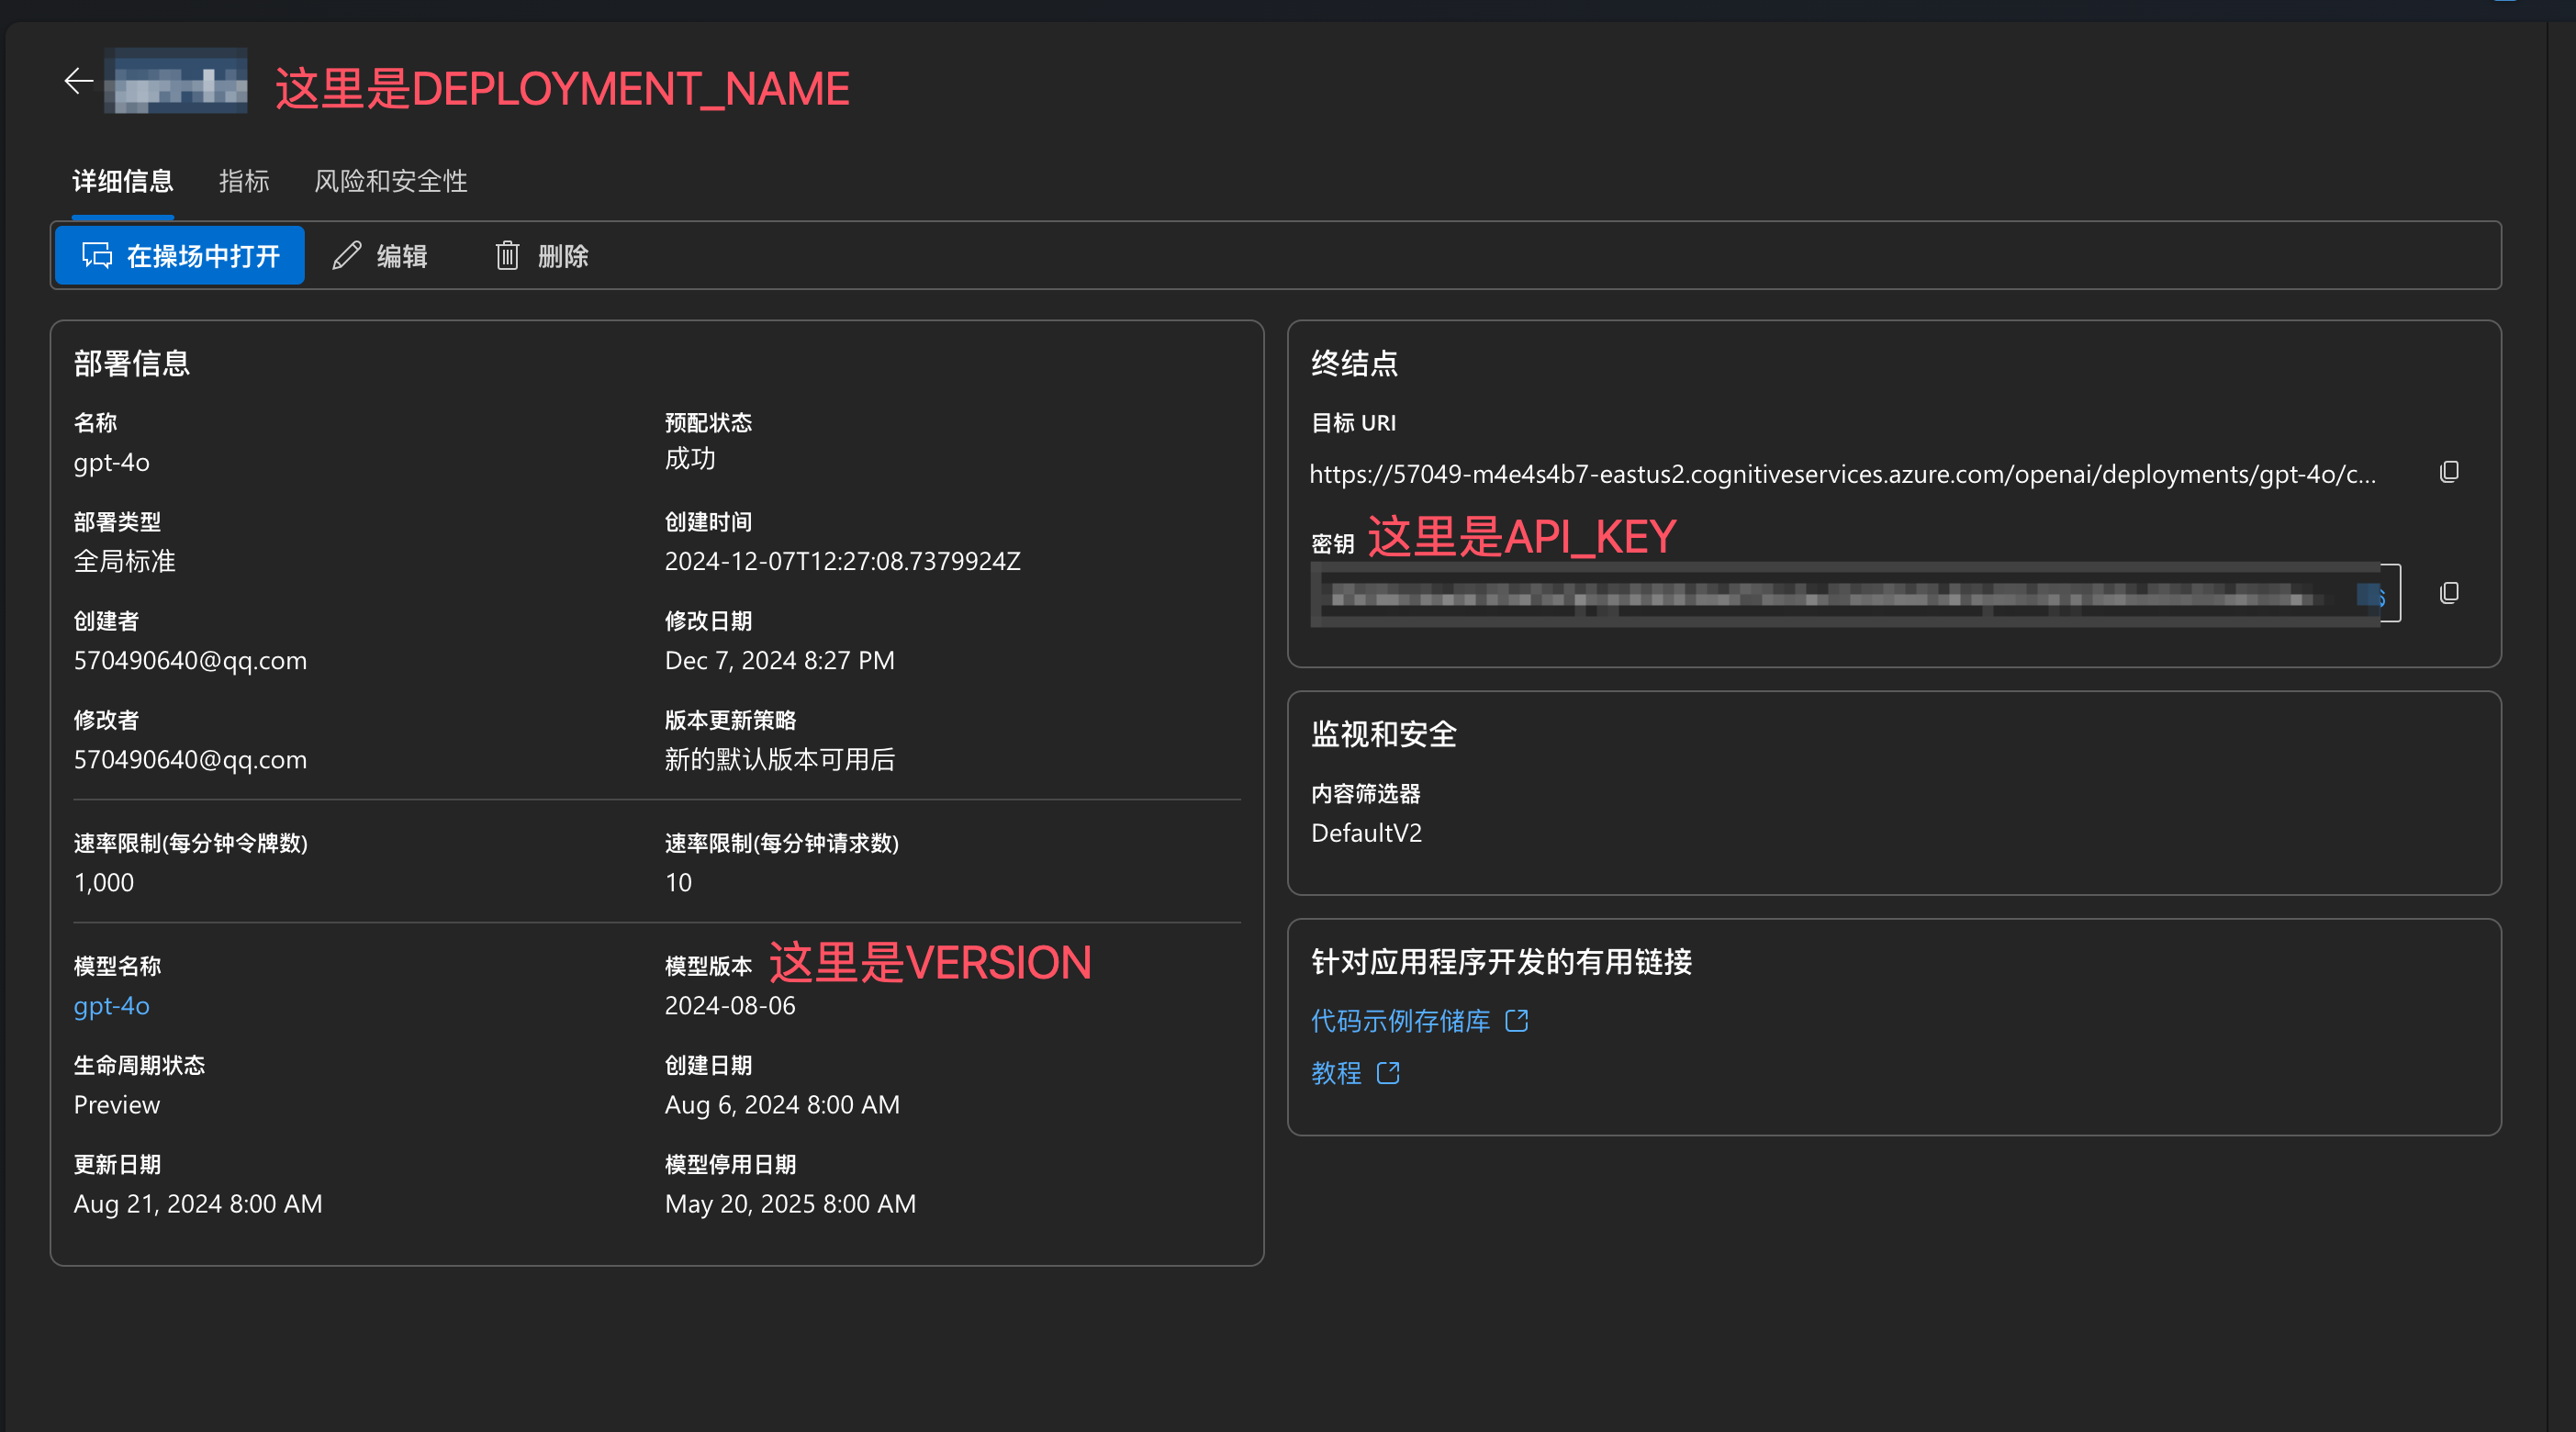 这里是DEPLOYMENT_NAME
详细信息 指标 风险和安全性
在操场中打开 编辑 删除
部署信息
名称 预配状态
gpt-4o 成功
部署类型 创建时间
全局标准 2024-12-07T12:27:08.7379924Z
创建者 修改日期
570490640@qq.com Dec 7, 2024 8:27 PM
修改者 版本更新策略
570490640@qq.com 新的默认版本可用后
速率限制(每分钟令牌数) 速率限制(每分钟请求数)
1,000 10
模型名称 模型版本 这里是VERSION
gpt-4o 2024-08-06
生命周期状态 创建日期
Preview Aug 6, 2024 8:00 AM
更新日期 模型停用日期
Aug 21, 2024 8:00 AM May 20, 2025 8:00 AM
终结点
目标 URI
https://57049-m4e4s4b7-eastus2.cognitiveservices.azure.com/openai/deployments/gpt-4o/c...
密钥 这里是API_KEY
监视和安全
内容筛选器
DefaultV2
针对应用程序开发的有用链接
代码示例存储库
教程